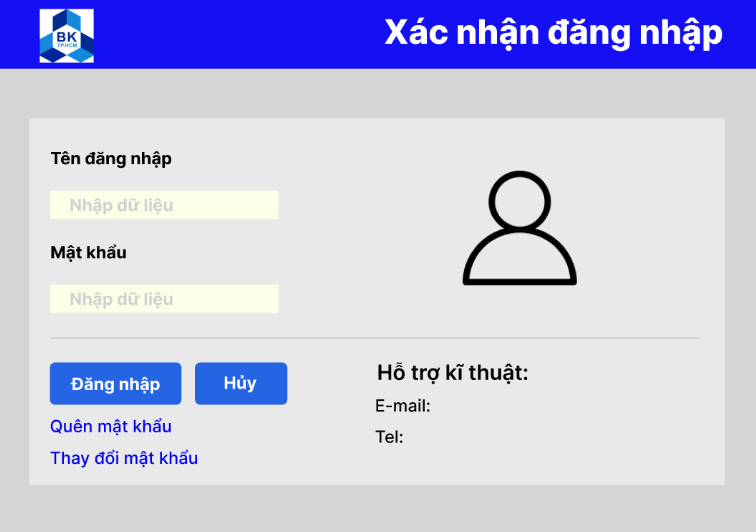 BK
TP.HCM
Xác nhận đăng nhập
Tên đăng nhập
Nhập dữ liệu
Mật khẩu
Nhập dữ liệu
Đăng nhập
Hủy
Quên mật khẩu
Thay đổi mật khẩu
Hỗ trợ kĩ thuật:
E-mail:
Tel: